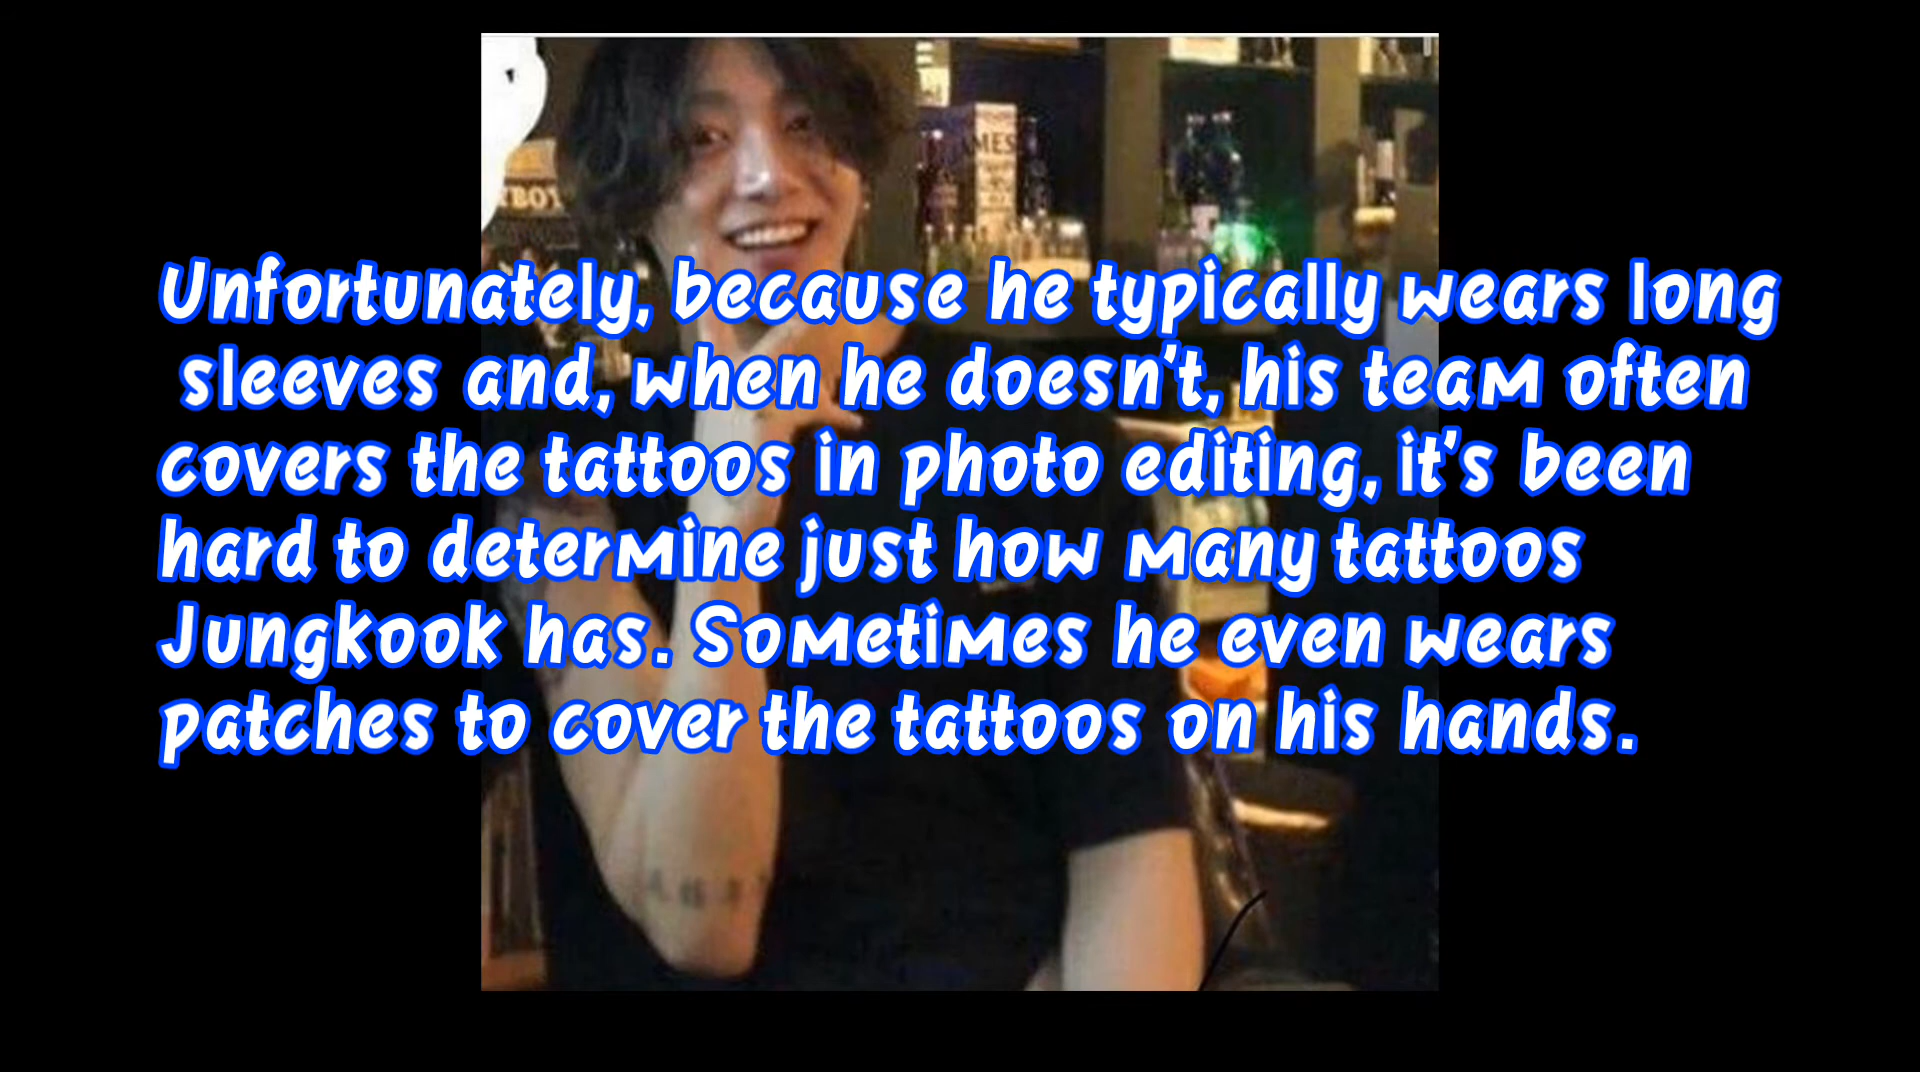 MES
YBOY
Unfortunately, because he typically wears long
sleeves and, when he doesn't, his team often
covers the tattoos in photo editing, it's been
hard to determine just how many tattoos
Jungkook has. Sometimes he even wears
patches to cover the tattoos on his hands.